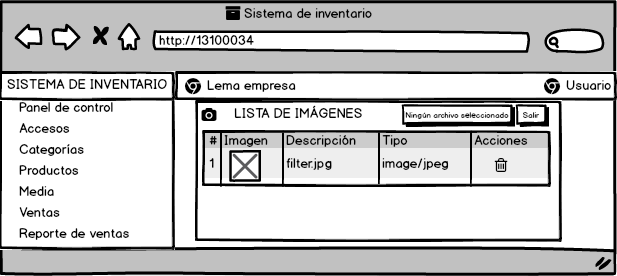 Sistema de inventario
http://13100034
SISTEMA DE INVENTARIO
Lema empresa
Usuario
Panel de control
Accesos
Categorías
Productos
Media
Ventas
Reporte de ventas
LISTA DE IMÁGENES
Ningún archivo seleccionado
Salir
# Imagen Descripción Tipo Acciones
1 filter.jpg image/jpeg